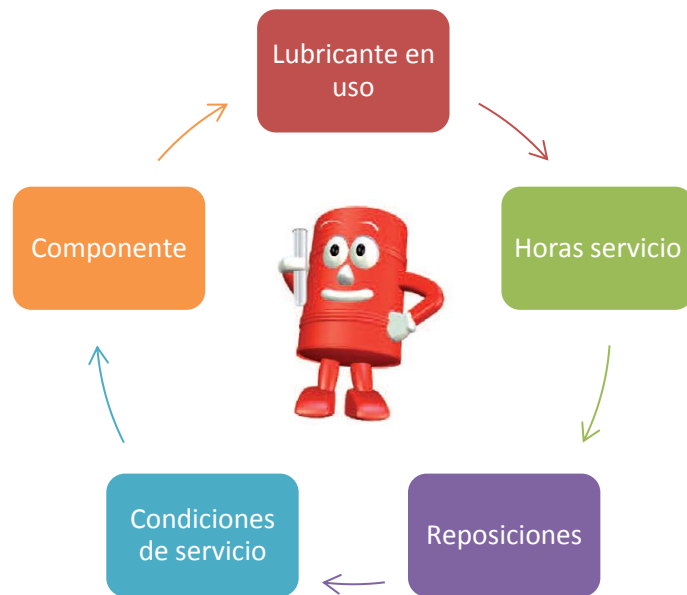 Lubricante en
uso
Horas servicio
Reposiciones
Condiciones
de servicio
Componente